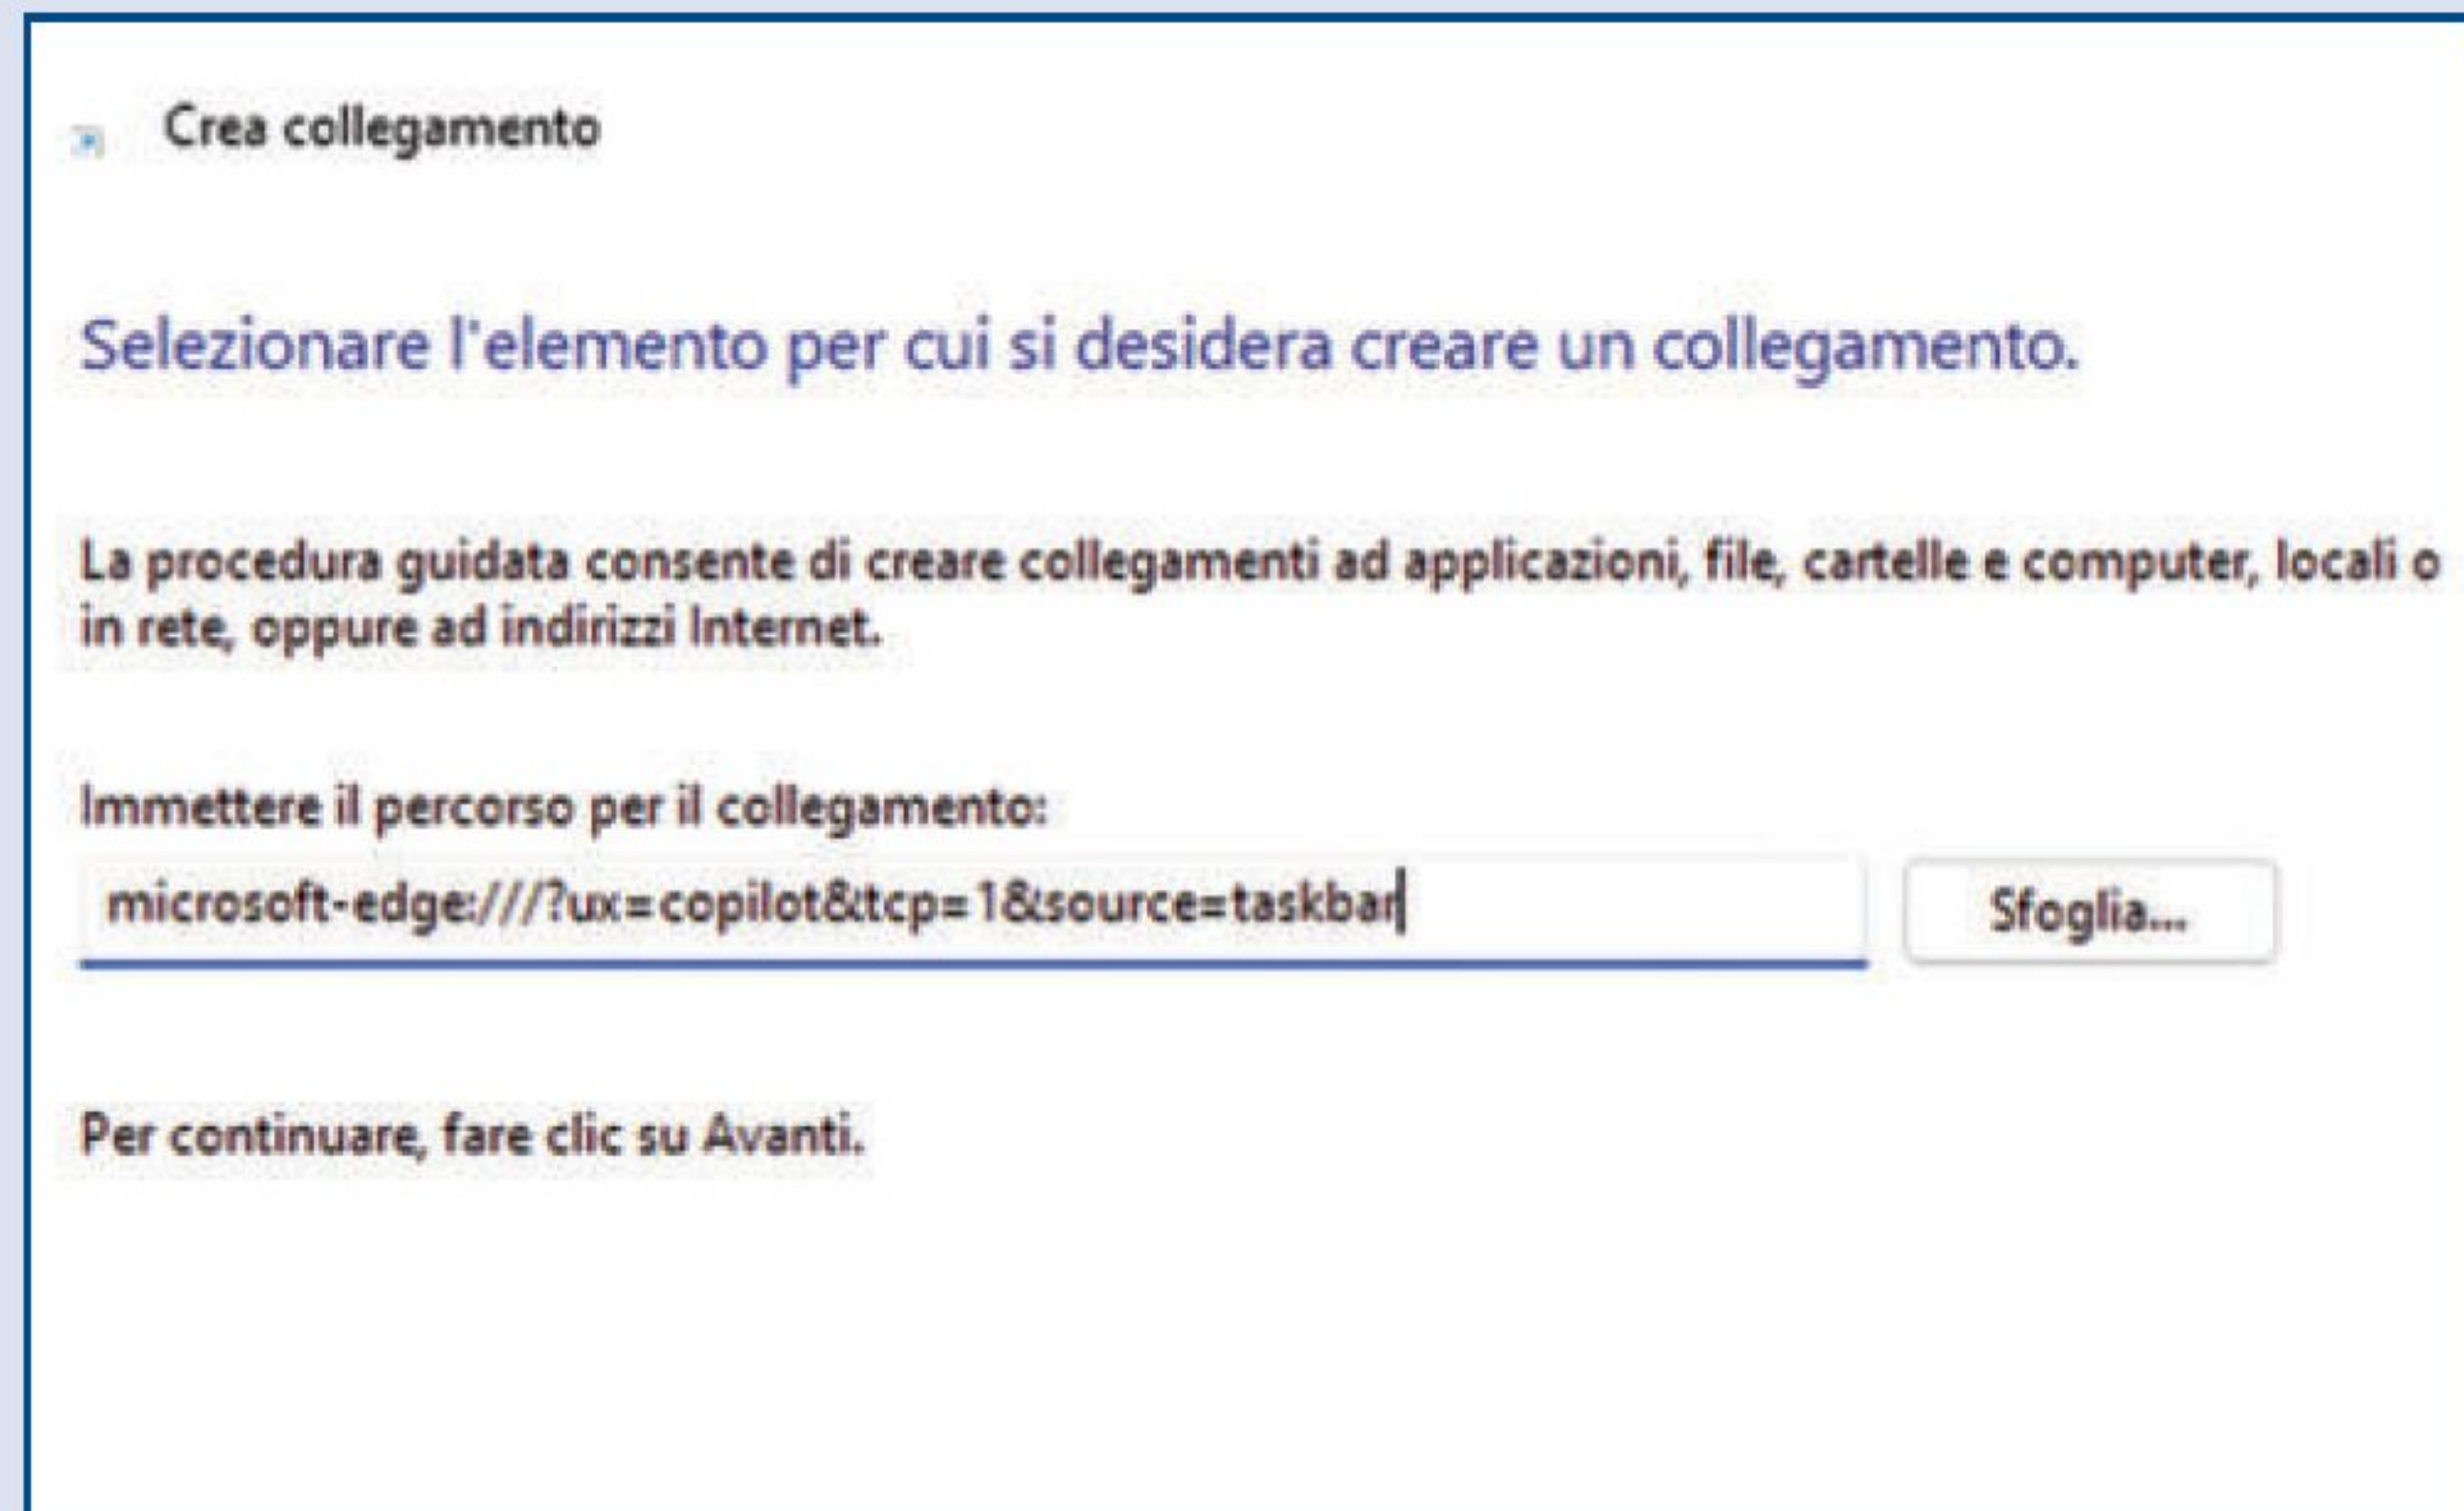 Crea collegamento
Selezionare l'elemento per cui si desidera creare un collegamento.
La procedura guidata consente di creare collegamenti ad applicazioni, file, cartelle e computer, locali o
in rete, oppure ad indirizzi Internet.
Immettere il percorso per il collegamento:
microsoft-edge:///?ux=copilot&tcp=1&source=taskbar
Sfoglia...
Per continuare, fare clic su Avanti.